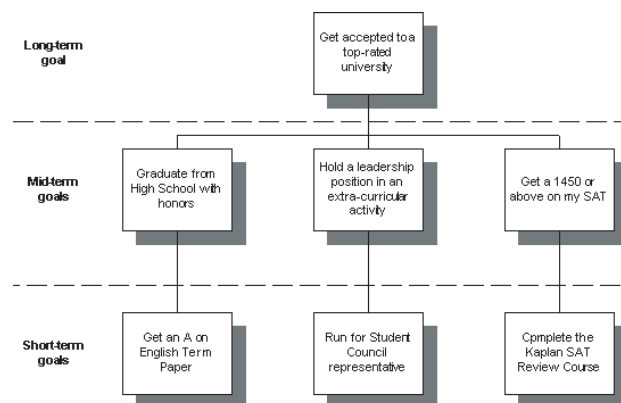 Long-term
goal
Get accepted to a
top-rated
university
Mid-term
goals
Graduate from
High School with
honors
Hold a leadership
position in an
extra-curricular
activity
Get a 1450 or
above on my SAT
Short-term
goals
Get an A on
English Term
Paper
Run for Student
Council
representative
Cpmplete the
Kaplan SAT
Review Course